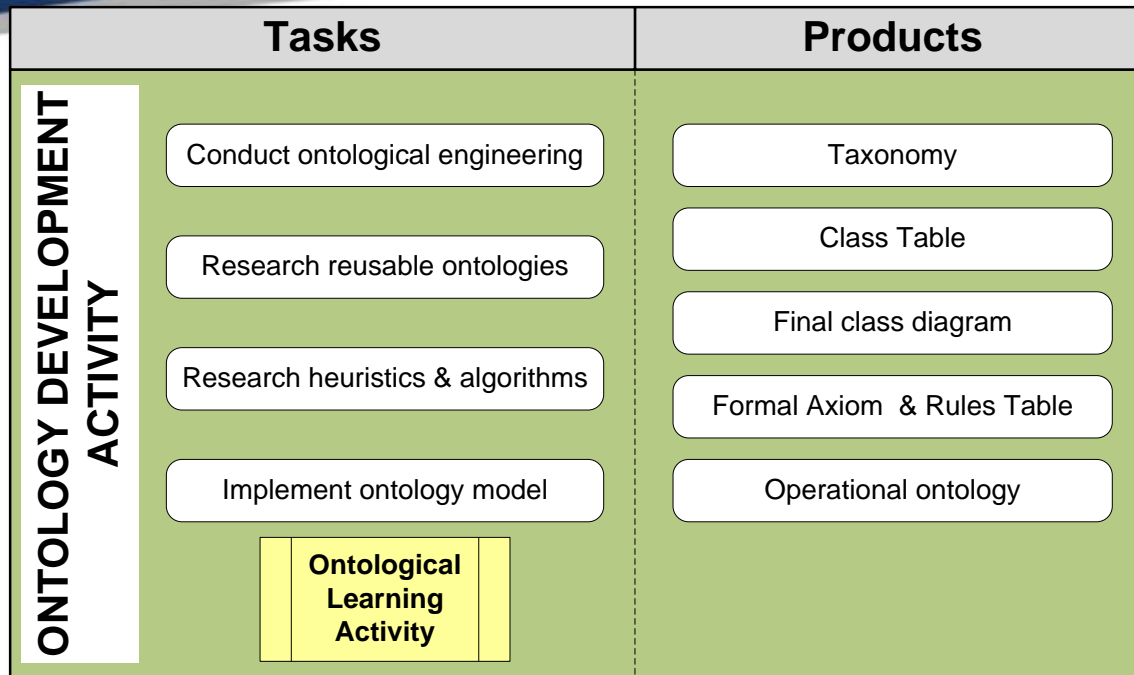 Tasks
Products
ONTOLOGY DEVELOPMENT
ACTIVITY
Conduct ontological engineering
Research reusable ontologies
Research heuristics & algorithms
Implement ontology model
Ontological
Learning
Activity
Taxonomy
Class Table
Final class diagram
Formal Axiom & Rules Table
Operational ontology